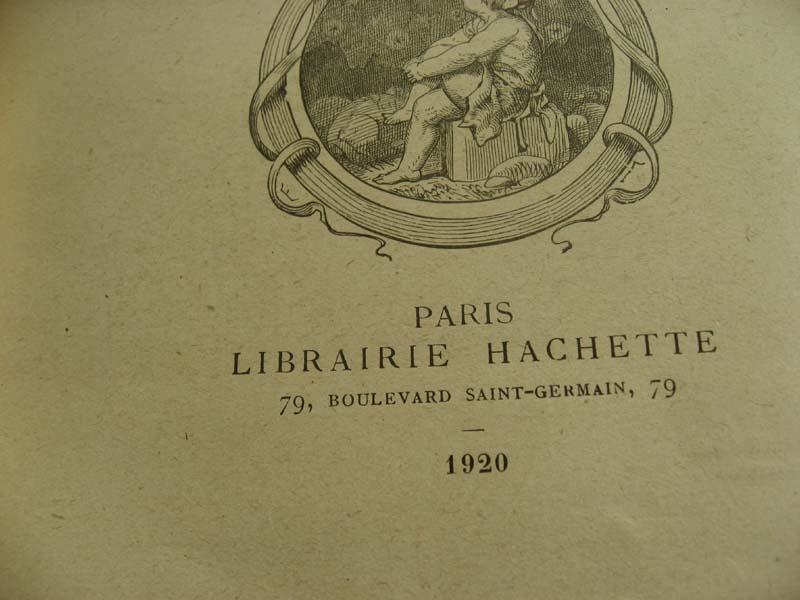 PARIS
LIBRAIRIE HACHETTE
79, BOULEVARD SAINT-GERMAIN, 79
1920